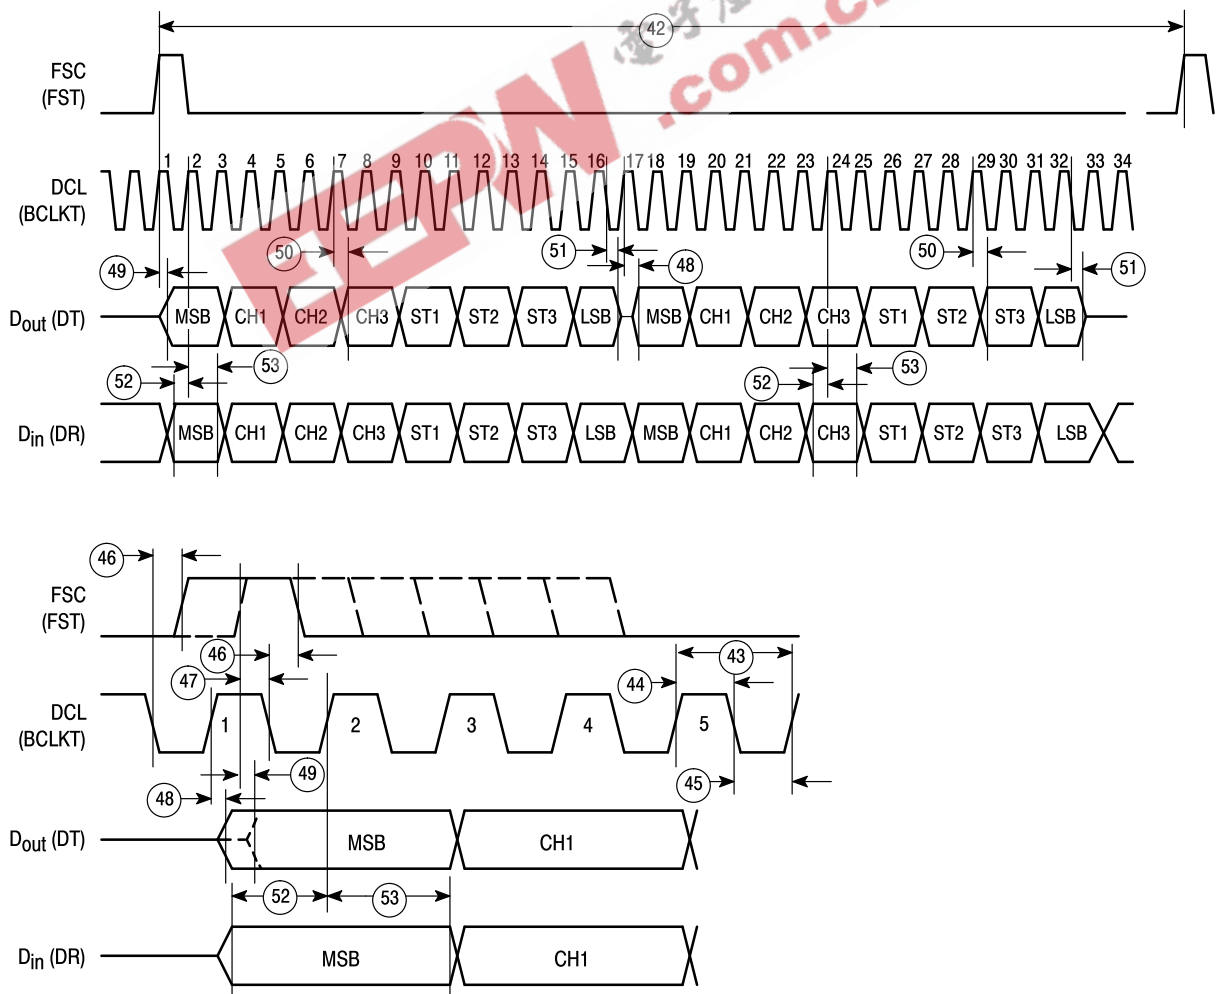 42
電子產
.com.c
EEPW
FSC
(FST)
1 2 3 4 5 6 7 8 9 10 11 12 13 14 15 16 17 18 19 20 21 22 23 24 25 26 27 28 29 30 31 32 33 34
DCL
(BCLKT)
50 51 48 50 51
49
Dout (DT) MSB CH1 CH2 CH3 ST1 ST2 ST3 LSB MSB CH1 CH2 CH3 ST1 ST2 ST3 LSB
52 53 52 53
Din (DR) MSB CH1 CH2 CH3 ST1 ST2 ST3 LSB MSB CH1 CH2 CH3 ST1 ST2 ST3 LSB
46
FSC
(FST)
46 43
47 44
DCL
(BCLKT)
1 2 3 4 5
49 45
48
Dout (DT) MSB CH1
52 53
Din (DR) MSB CH1